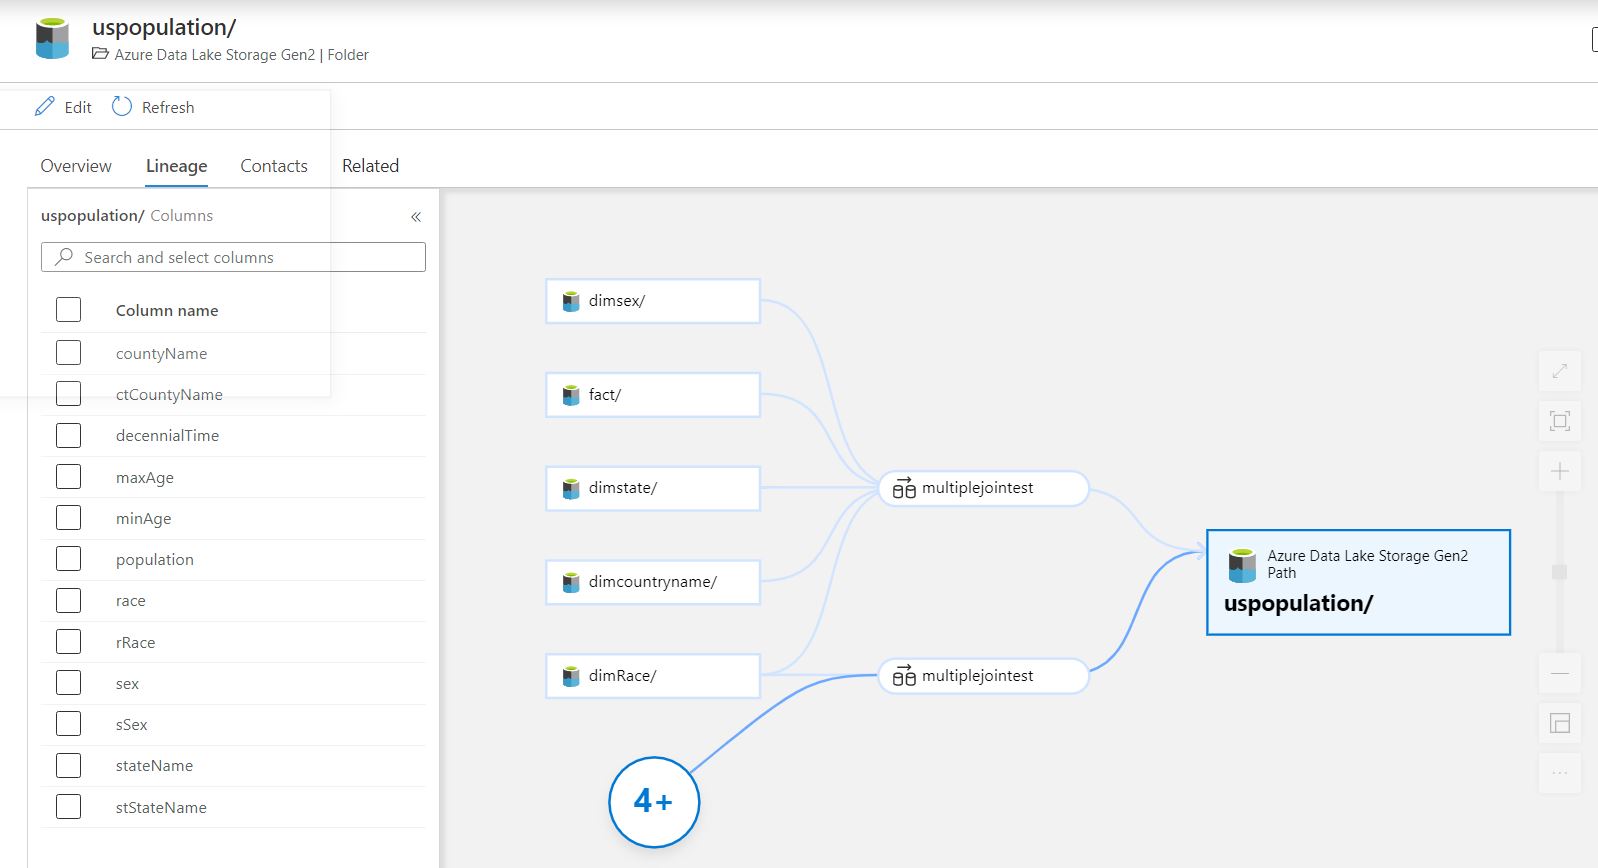 uspopulation/
Azure Data Lake Storage Gen2 | Folder
Edit
Refresh
Overview
Lineage
Contacts
Related
uspopulation/ Columns
«
Search and select columns
Column name
countyName
ctCountyName
decennialTime
maxAge
minAge
population
race
rRace
sex
sSex
stateName
stStateName
dimsex/
fact/
dimstate/
dimcountryname/
dimRace/
4+
multiplejointest
multiplejointest
Azure Data Lake Storage Gen2
Path
uspopulation/